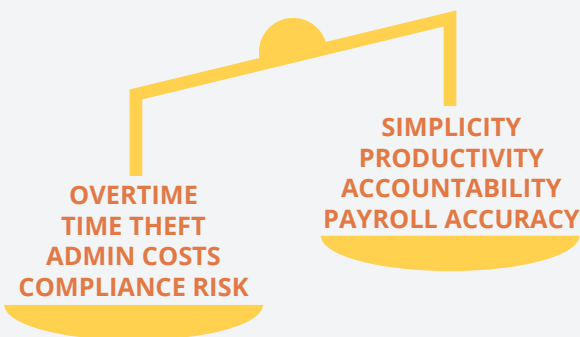 OVERTIME
TIME THEFT
ADMIN COSTS
COMPLIANCE RISK
SIMPLICITY
PRODUCTIVITY
ACCOUNTABILITY
PAYROLL ACCURACY